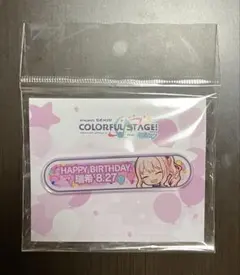 COLORFUL STAGE!
HAPPY BIRTHDAY
瑞希 8.27